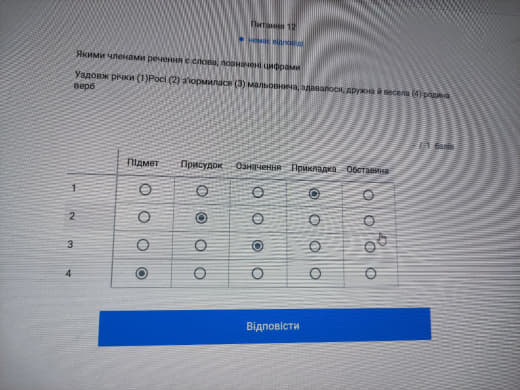 Питання 12
немає відповіді
Якими членами речення є слова, позначені цифрами
Уздовж річки (1)Росі (2) з'юрмилася (3) мальовнича, здавалося, дружна й весела (4) родина
верб
/ 1 балів
Підмет Присудок Означення Прикладка Обставина
1
2
3
4
Відповісти